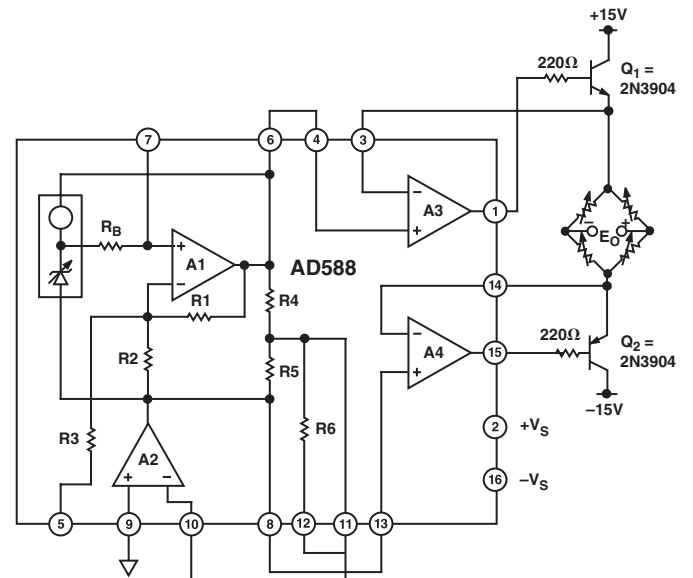 +15V
220Ω
Q1 =
2N3904
7
6
4
3
RB
A1
+
−
R1
R2
R3
A2
+
−
AD588
R4
R5
R6
A3
−
+
1
− EO +
14
A4
−
+
15
220Ω
Q2 =
2N3904
−15V
2
+VS
16
−VS
5
9
10
8
12
11
13